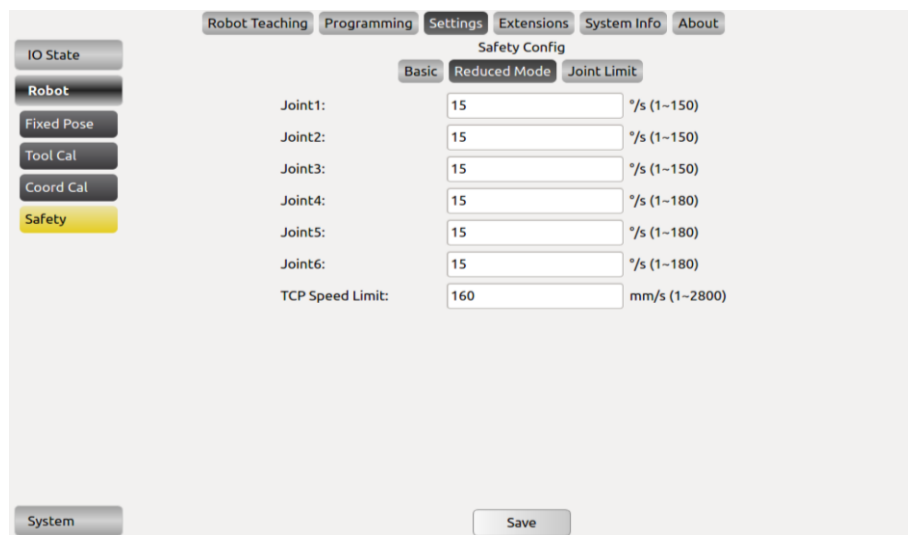 Robot Teaching Programming Settings Extensions System Info About
IO State
Robot
Fixed Pose
Tool Cal
Coord Cal
Safety
System
Safety Config
Basic Reduced Mode Joint Limit
Joint1: 15 °/s (1~150)
Joint2: 15 °/s (1~150)
Joint3: 15 °/s (1~150)
Joint4: 15 °/s (1~180)
Joint5: 15 °/s (1~180)
Joint6: 15 °/s (1~180)
TCP Speed Limit: 160 mm/s (1~2800)
Save